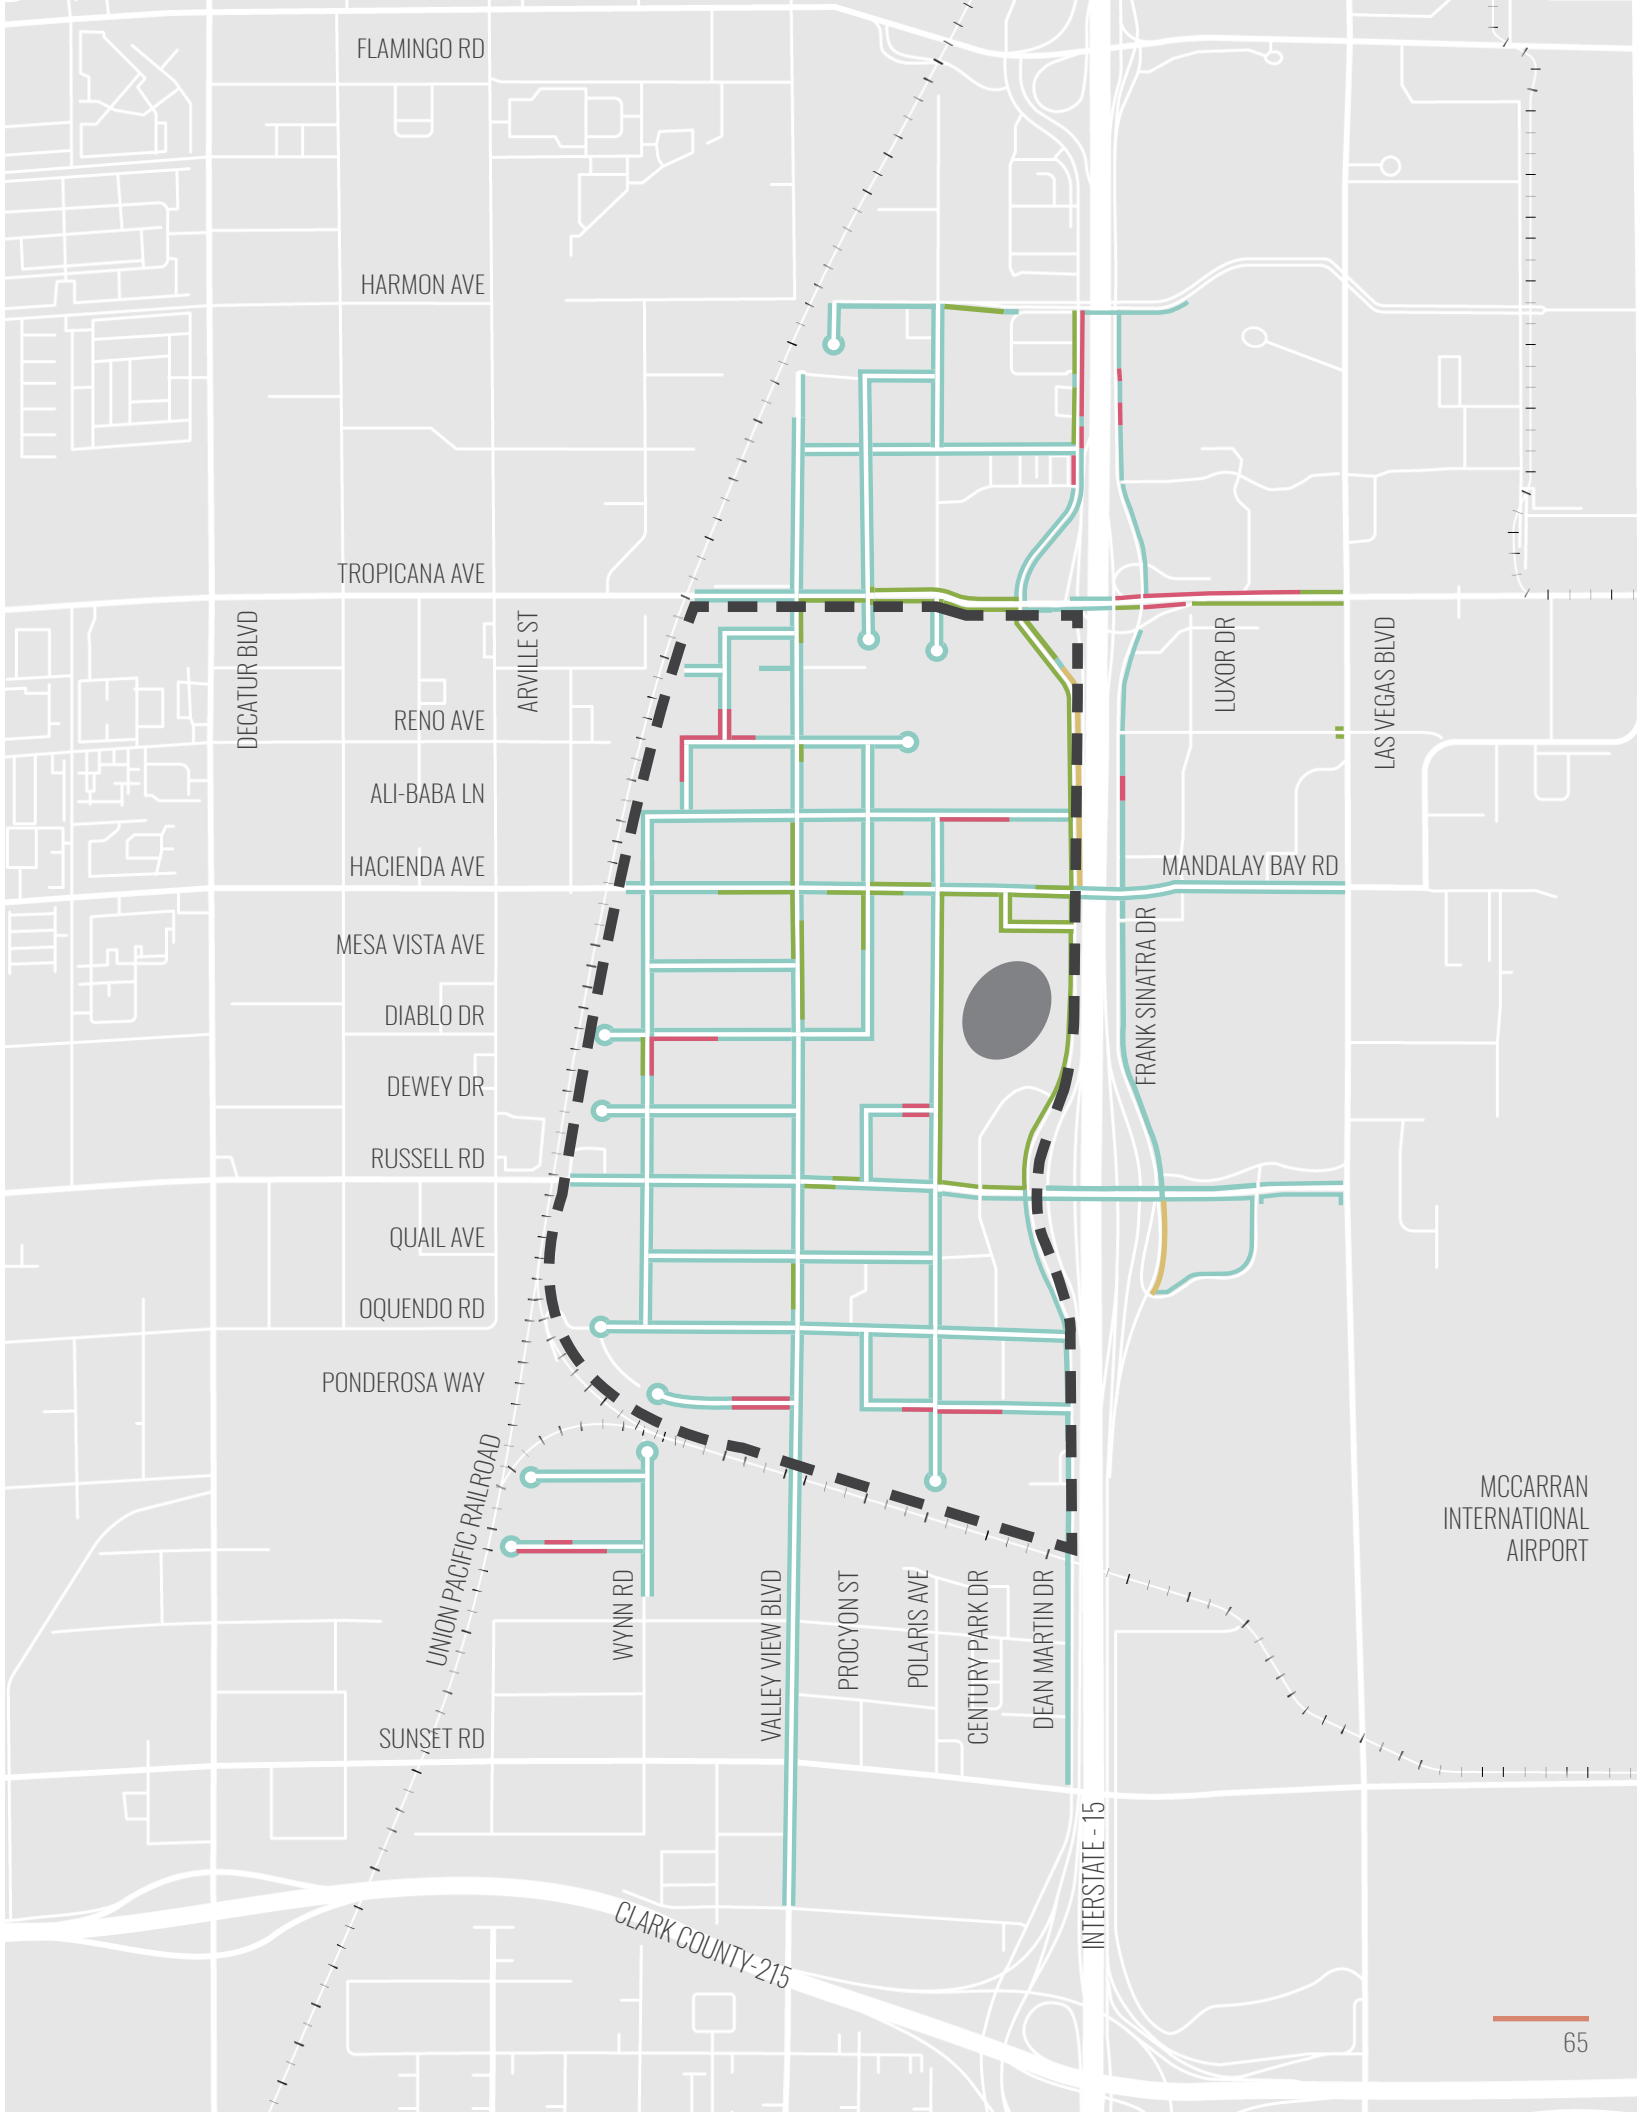 FLAMINGO RD
HARMON AVE
TROPICANA AVE
DECATUR BLVD
ARVILLE ST
LUXOR DR
LAS VEGAS BLVD
RENO AVE
ALI-BABA LN
HACIENDA AVE
MANDALAY BAY RD
FRANK SINATRA DR
MESA VISTA AVE
DIABLO DR
DEWEY DR
RUSSELL RD
QUAIL AVE
OQUENDO RD
PONDEROSA WAY
UNION PACIFIC RAILROAD
MCCARRAN
INTERNATIONAL
AIRPORT
WYNN RD
VALLEY VIEW BLVD
PROCYON ST
POLARIS AVE
CENTURY PARK DR
DEAN MARTIN DR
SUNSET RD
INTERSTATE - 15
CLARK COUNTY-215
65